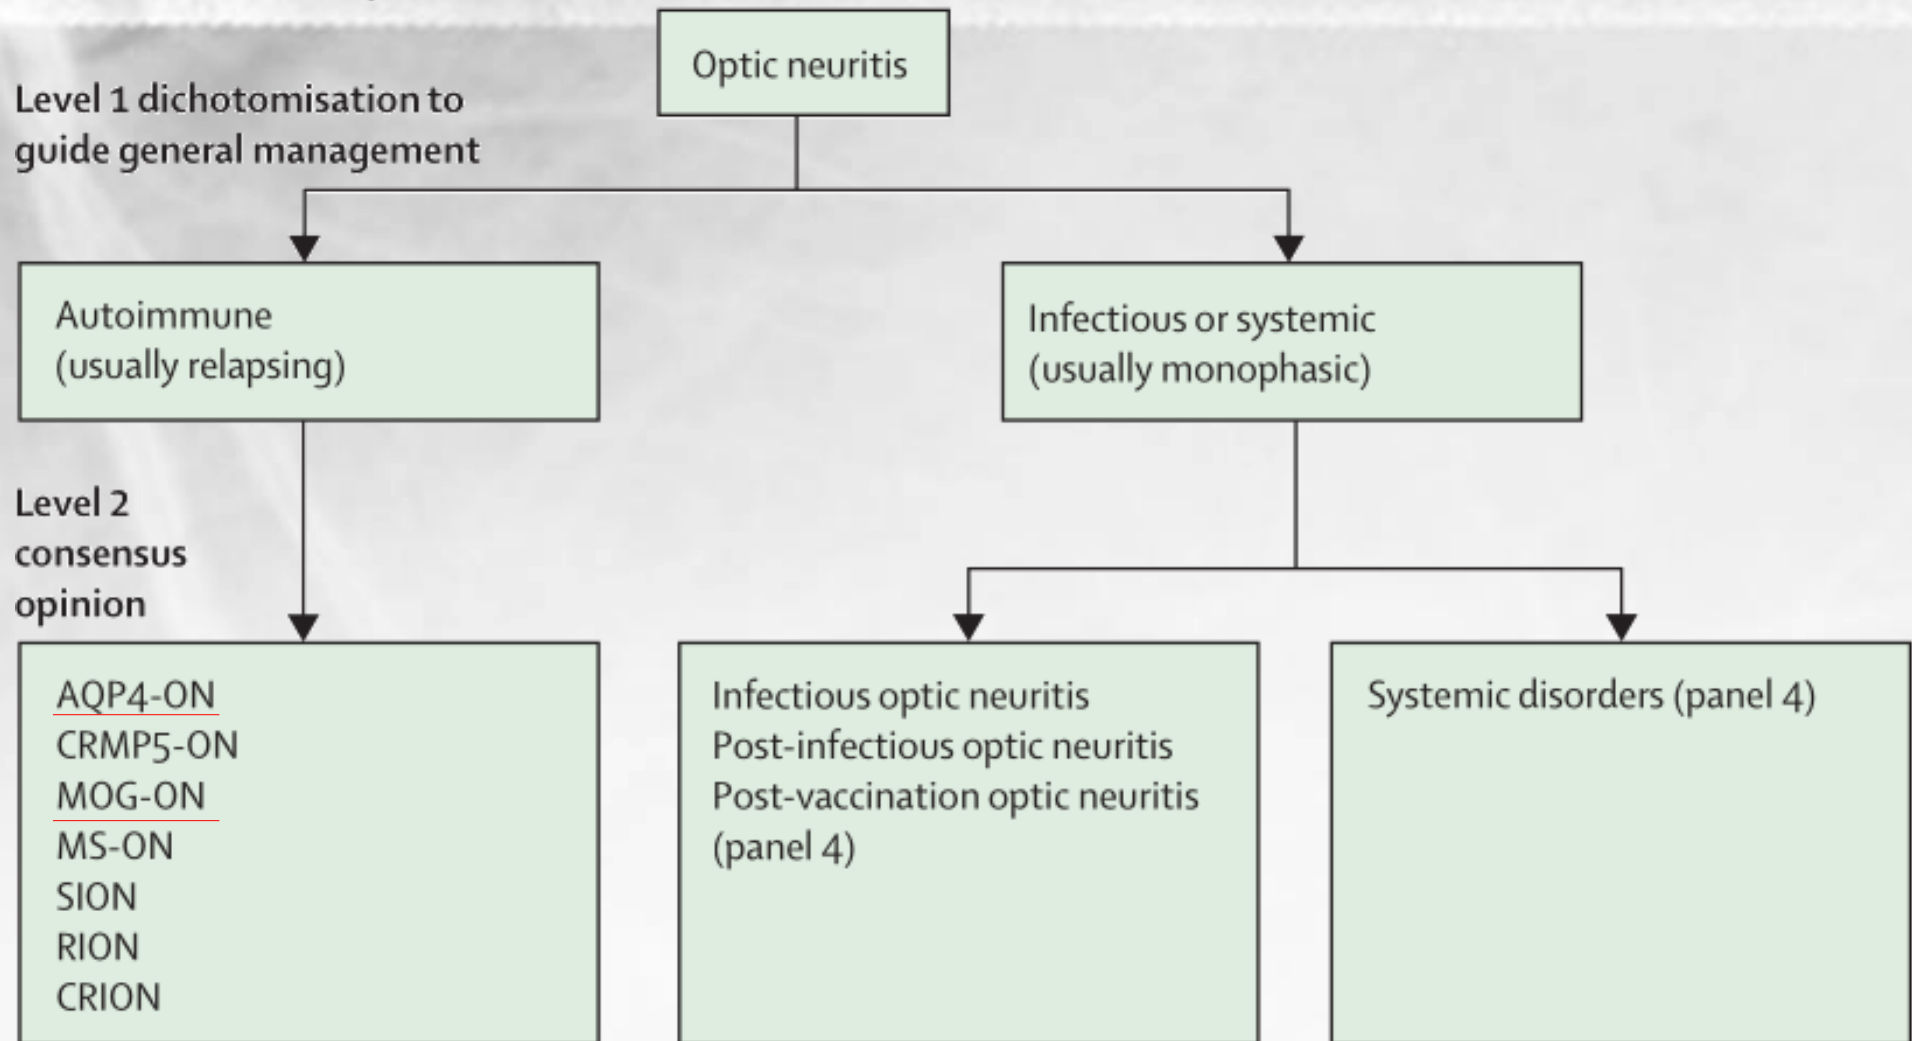 Optic neuritis
Level 1 dichotomisation to
guide general management
Autoimmune
(usually relapsing)
Infectious or systemic
(usually monophasic)
Level 2
consensus
opinion
AQP4-ON
CRMP5-ON
MOG-ON
MS-ON
SION
RION
CRION
Infectious optic neuritis
Post-infectious optic neuritis
Post-vaccination optic neuritis
(panel 4)
Systemic disorders (panel 4)